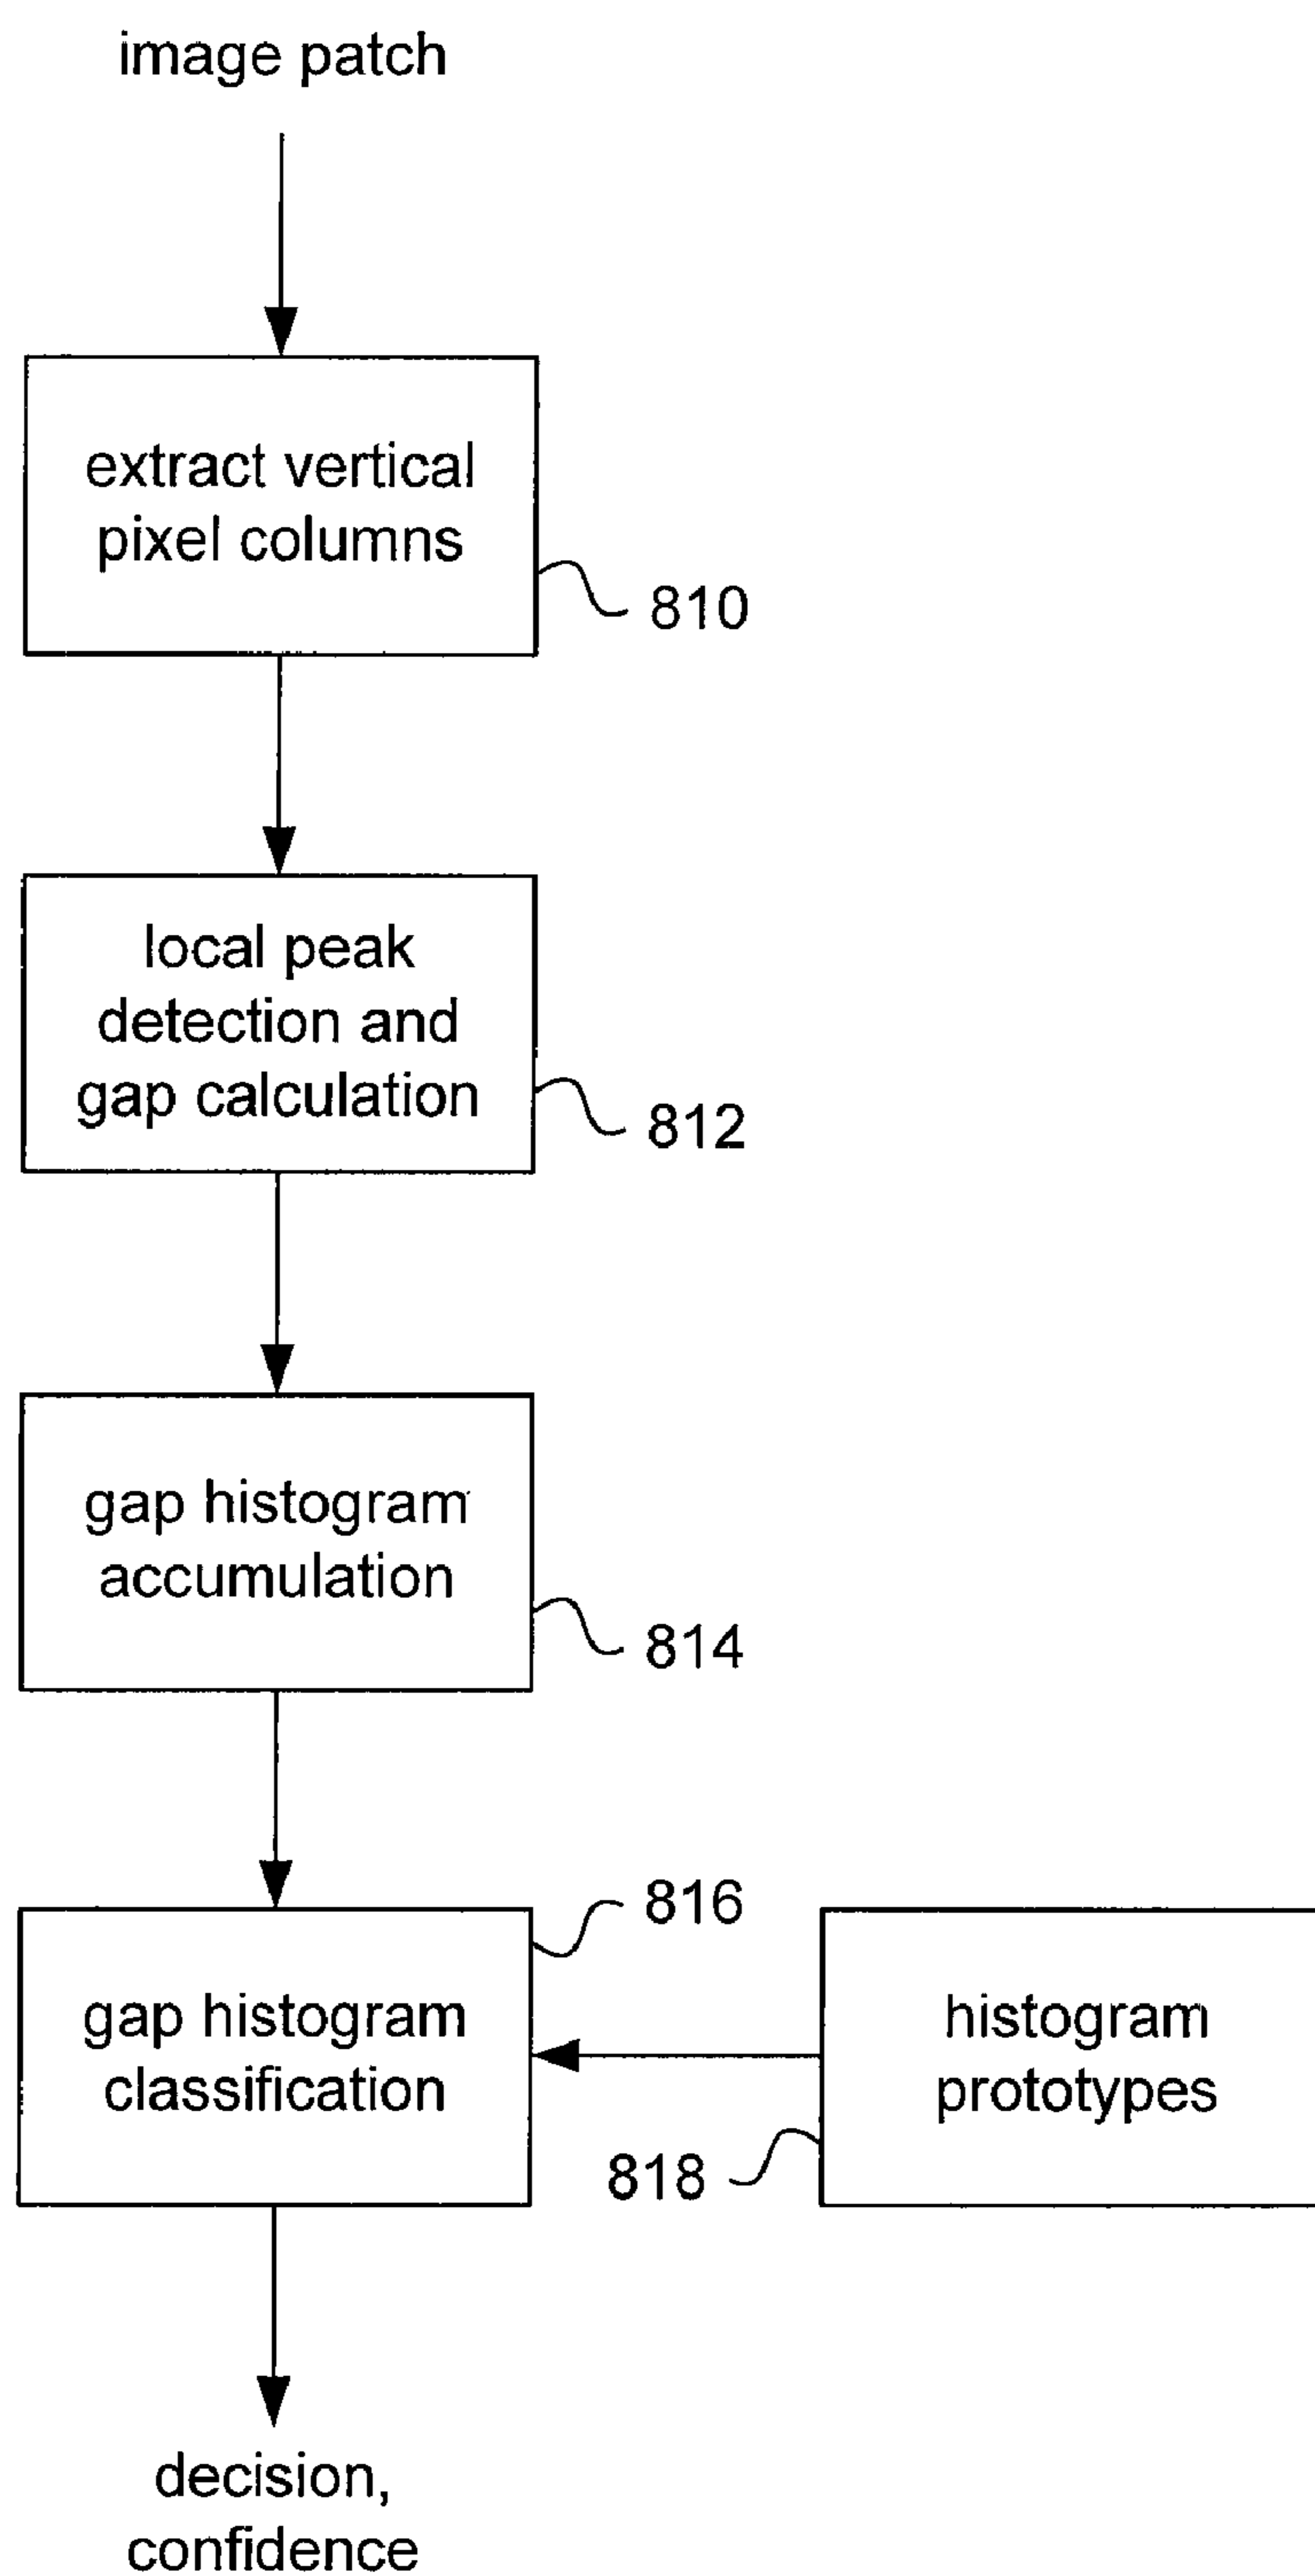 image patch
extract vertical
pixel columns
810
local peak
detection and
gap calculation
812
gap histogram
accumulation
814
816
gap histogram
classification
histogram
prototypes
818
decision,
confidence